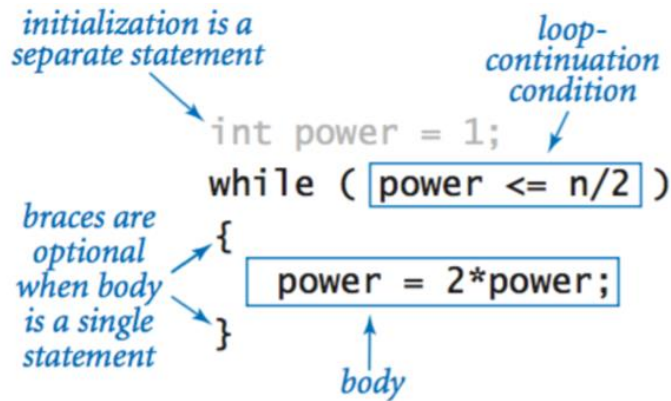 initialization is a
separate statement
loop-
continuation
condition
int power = 1;
while ( power <= n/2 )
braces are
optional
when body
is a single
statement
{
power = 2*power;
}
body